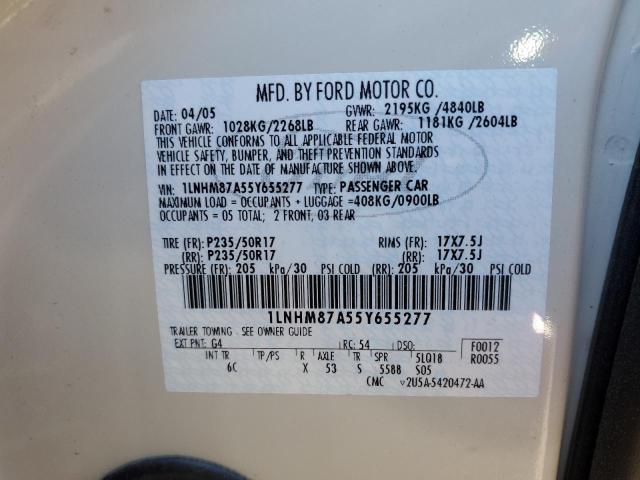 MFD. BY FORD MOTOR CO.
04/05 GVWR: 2195KG /4840LB
FRONT GAWR: 1028KG/2268LB REAR GAWR: 1181KG /2604LB
THIS VEHICLE CONFORMS TO ALL APPLICABLE FEDERAL MOTOR
VEHICLE SAFETY, BUMPER, AND THEFT PREVENTION STANDARDS
IN EFFECT ON THE DATE OF MANUFACTURE SHOWN ABOVE.
VIN: 1LNHM87A55Y655277 TYPE: PASSENGER CAR
MAXIMUM LOAD = OCCUPANTS + LUGGAGE =408KG/0900LB
OCCUPANTS = 05 TOTAL; 2 FRONT, 03 REAR
TIRE (FR): P235/50R17 RIMS (FR): 17X7.5J
(RR): P235/50R17 (RR): 17X7.5J
PRESSURE (FR): 205 kPa/30 PSI COLD (RR): 205 kPa/30 PSI COLD
1LNHM87A55Y655277
TRAILER TOWING - SEE OWNER GUIDE
EXT PNT: G4 RC: 54 DSO: F0012
INT TR TP/PS R AXLE TR SPR 5LQ18 R0055
6C X 53 S 5588 S05
CMC V2U5A-5420472-AA